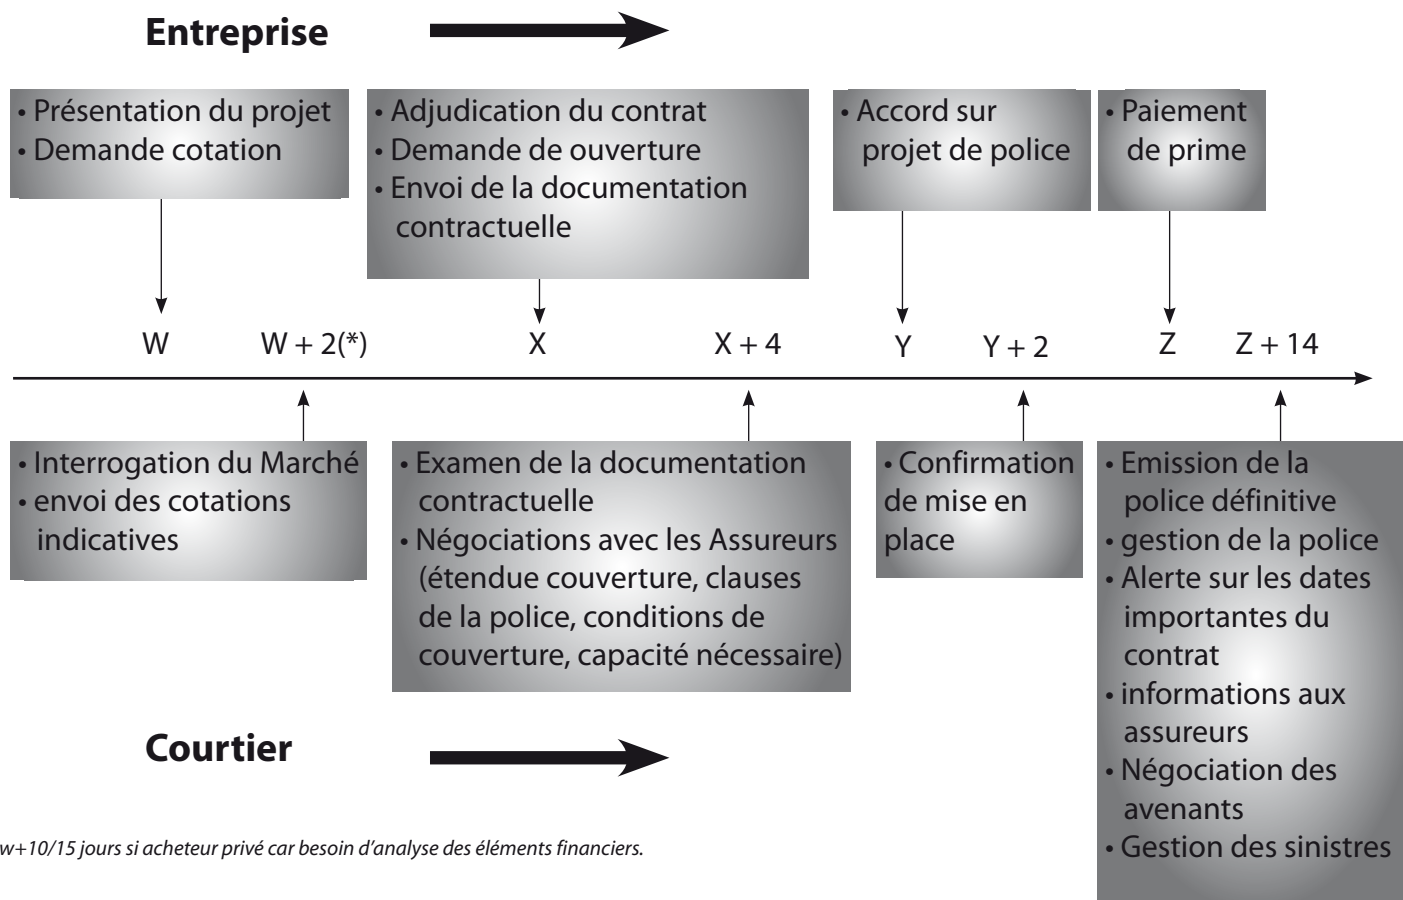 Entreprise
• Présentation du projet
• Demande cotation
• Adjudication du contrat
• Demande de ouverture
• Envoi de la documentation
contractuelle
• Accord sur
projet de police
• Paiement
de prime
W
W + 2(*)
X
X + 4
Y
Y + 2
Z
Z + 14
• Interrogation du Marché
• envoi des cotations
indicatives
• Examen de la documentation
contractuelle
• Négociations avec les Assureurs
(étendue couverture, clauses
de la police, conditions de
couverture, capacité nécessaire)
• Confirmation
de mise en
place
• Emission de la
police définitive
• gestion de la police
• Alerte sur les dates
importantes du
contrat
• informations aux
assureurs
• Négociation des
avenants
• Gestion des sinistres
Courtier
w+10/15 jours si acheteur privé car besoin d'analyse des éléments financiers.